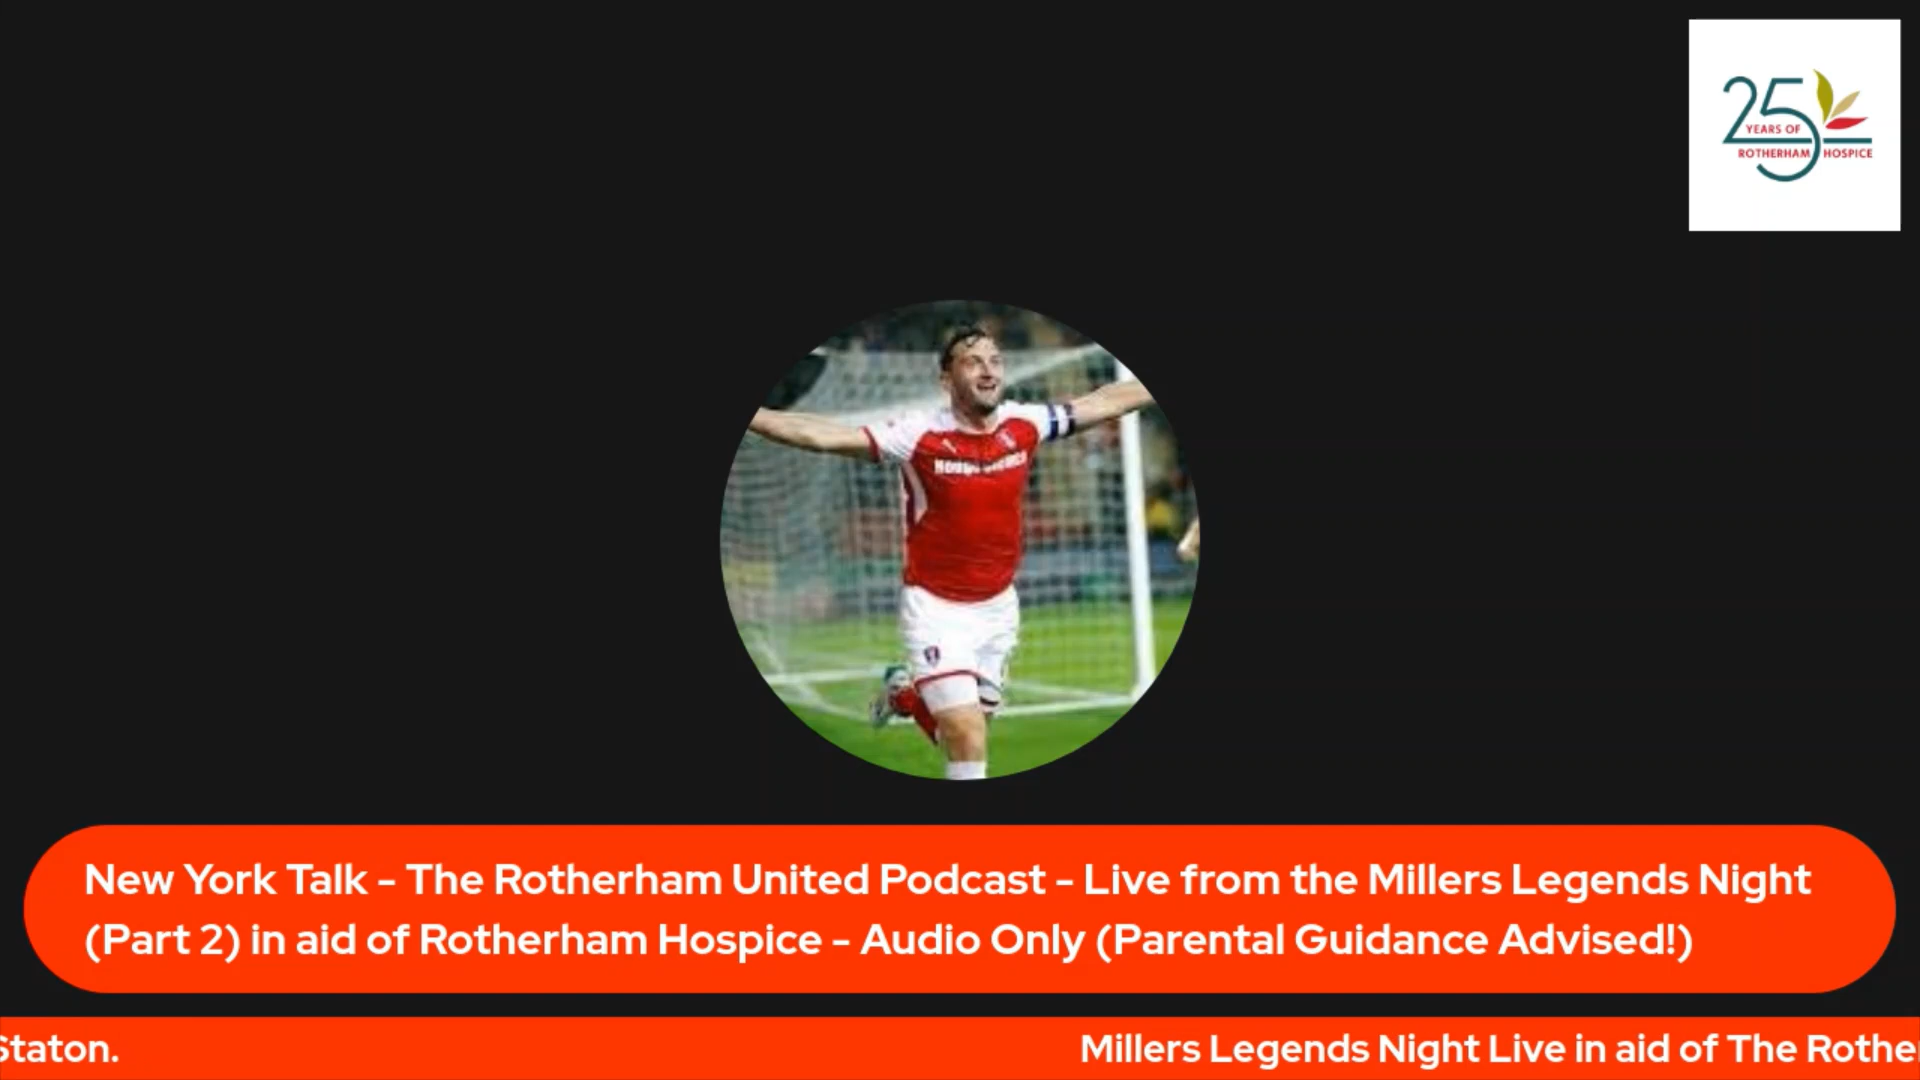 25
YEARS OF
ROTHERHAM HOSPICE
New York Talk - The Rotherham United Podcast - Live from the Millers Legends Night
(Part 2) in aid of Rotherham Hospice - Audio Only (Parental Guidance Advised!)
Staton.
Millers Legends Night Live in aid of The Rothe